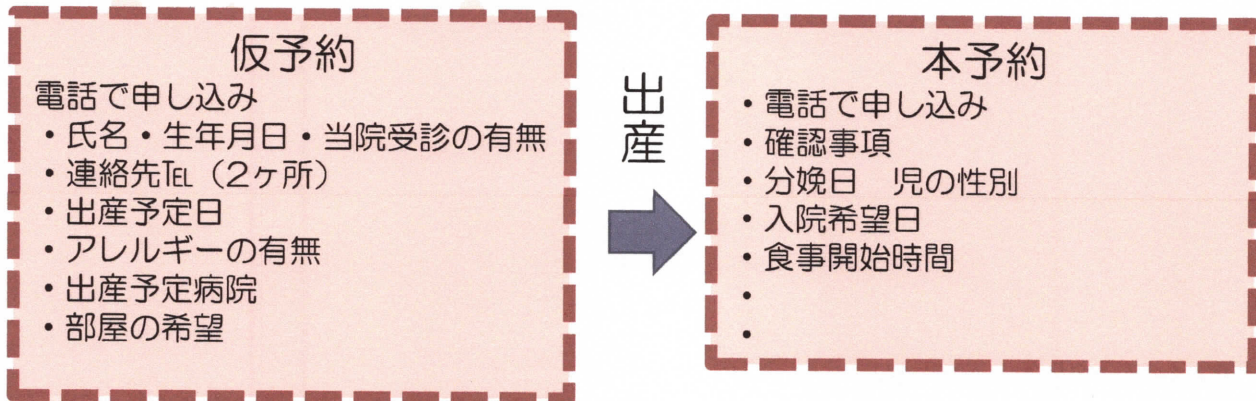 仮予約
電話で申し込み
・氏名・生年月日・当院受診の有無
・連絡先℡（2ヶ所）
・出産予定日
・アレルギーの有無
・出産予定病院
・部屋の希望
出産
本予約
・電話で申し込み
・確認事項
・分娩日　児の性別
・入院希望日
・食事開始時間
・
・